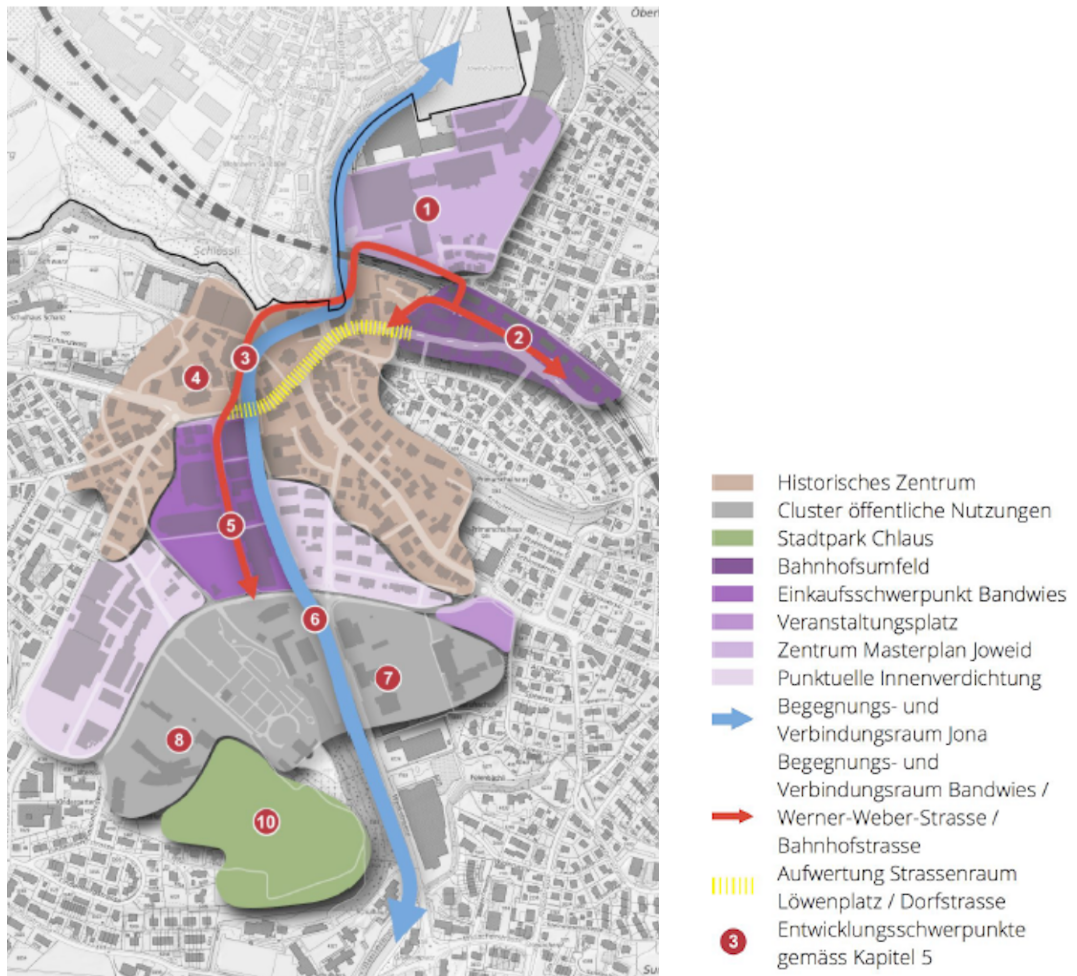 Schlössli
1
2
3
4
5
6
7
8
10
Historisches Zentrum
Cluster öffentliche Nutzungen
Stadtpark Chlaus
Bahnhofsumfeld
Einkaufsschwerpunkt Bandwies
Veranstaltungsplatz
Zentrum Masterplan Joweid
Punktuelle Innenverdichtung
Begegnungs- und
Verbindungsraum Jona
Begegnungs- und
Verbindungsraum Bandwies /
Werner-Weber-Strasse /
Bahnhofstrasse
Aufwertung Strassenraum
Löwenplatz / Dorfstrasse
3
Entwicklungsschwerpunkte
gemäss Kapitel 5